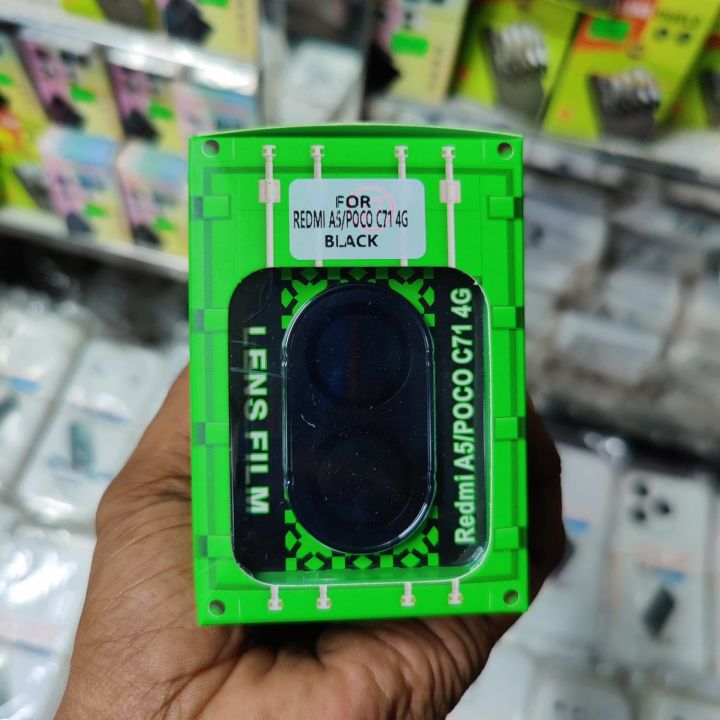 FOR
REDMI A5/POCO C71 4G
BLACK
LENS FILM
Redmi A5/POCO C71 4G